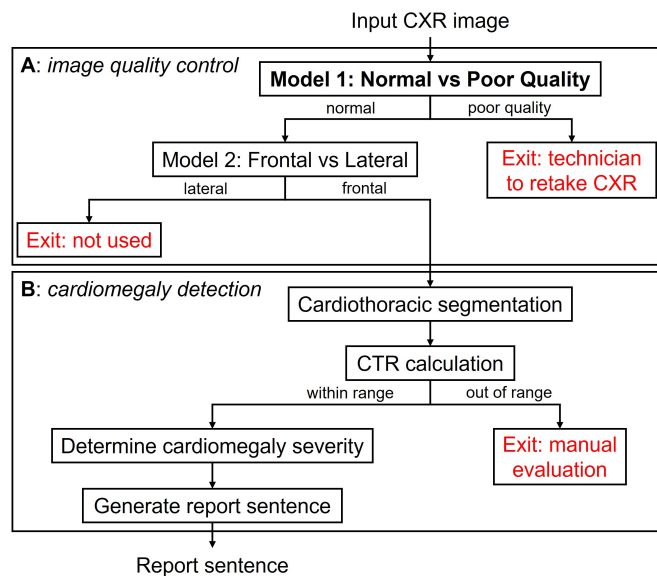 Input CXR image
A: image quality control
Model 1: Normal vs Poor Quality
normal
poor quality
Model 2: Frontal vs Lateral
Exit: technician
to retake CXR
lateral
frontal
Exit: not used
B: cardiomegaly detection
Cardiothoracic segmentation
CTR calculation
within range
out of range
Determine cardiomegaly severity
Exit: manual
evaluation
Generate report sentence
Report sentence